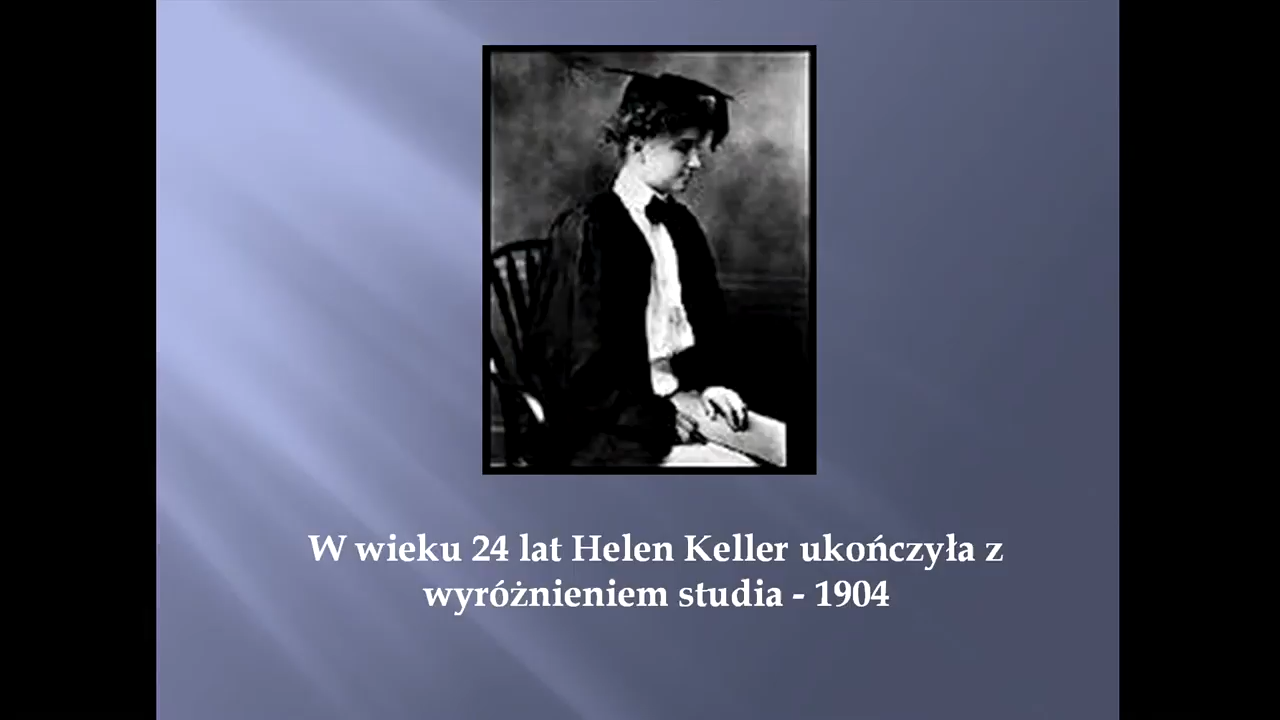 W wieku 24 lat Helen Keller ukończyła z
wyróżnieniem studia - 1904